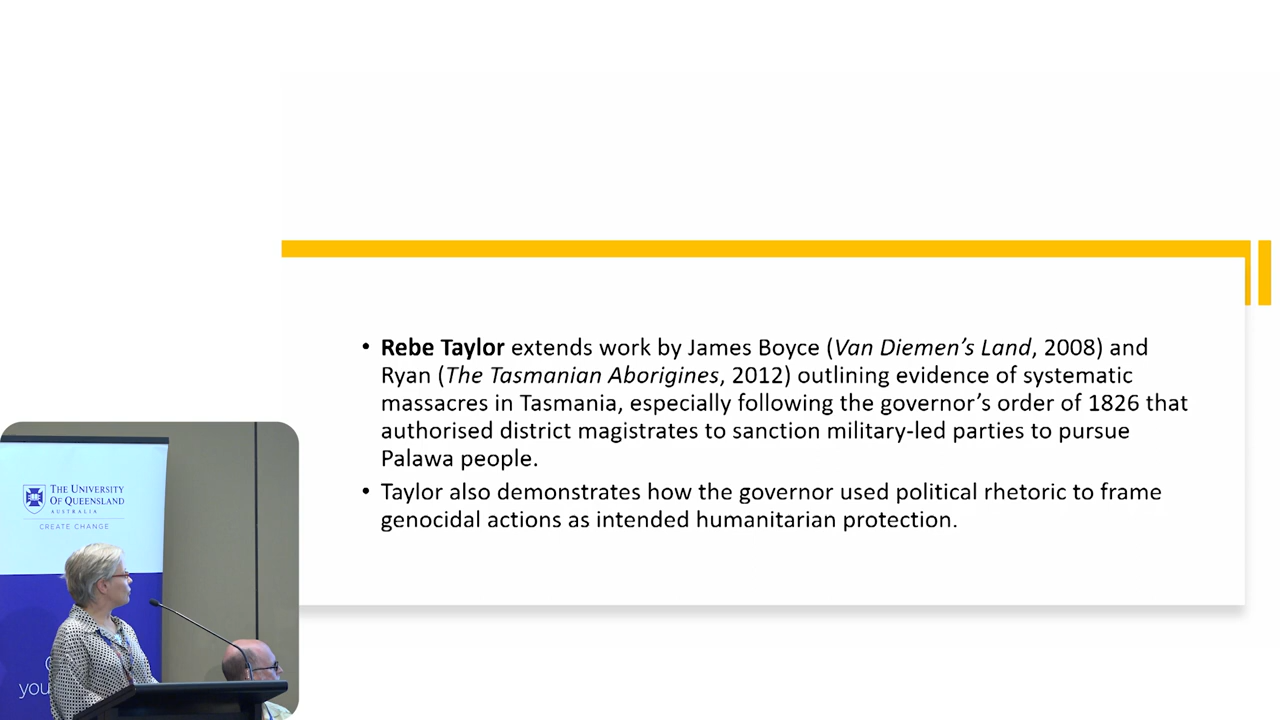 • Rebe Taylor extends work by James Boyce (Van Diemen’s Land, 2008) and
Ryan (The Tasmanian Aborigines, 2012) outlining evidence of systematic
massacres in Tasmania, especially following the governor’s order of 1826 that
authorised district magistrates to sanction military-led parties to pursue
Palawa people.
• Taylor also demonstrates how the governor used political rhetoric to frame
genocidal actions as intended humanitarian protection.
THE UNIVERSITY
OF QUEENSLAND
AUSTRALIA
CREATE CHANGE